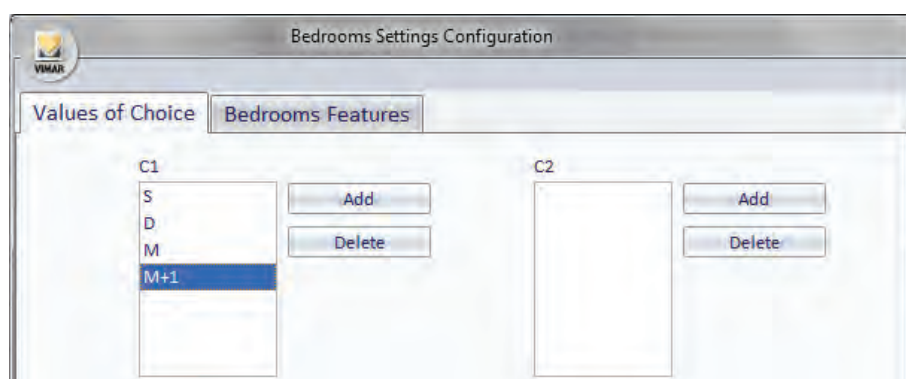 Bedrooms Settings Configuration
VIMAR
Values of Choice Bedrooms Features
C1 C2
S Add Add
D
M Delete Delete
M+1